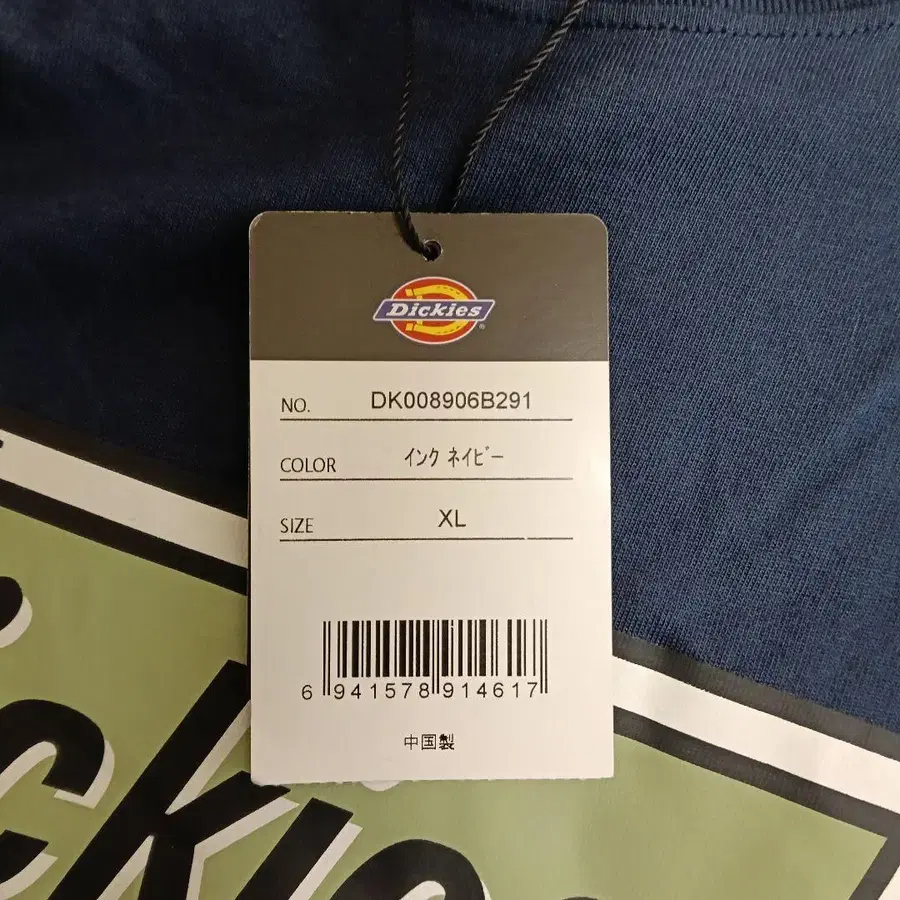 Dickies®
NO. DK008906B291
COLOR インク ネイビー
SIZE XL
6 941578 914617
中国製
ickies